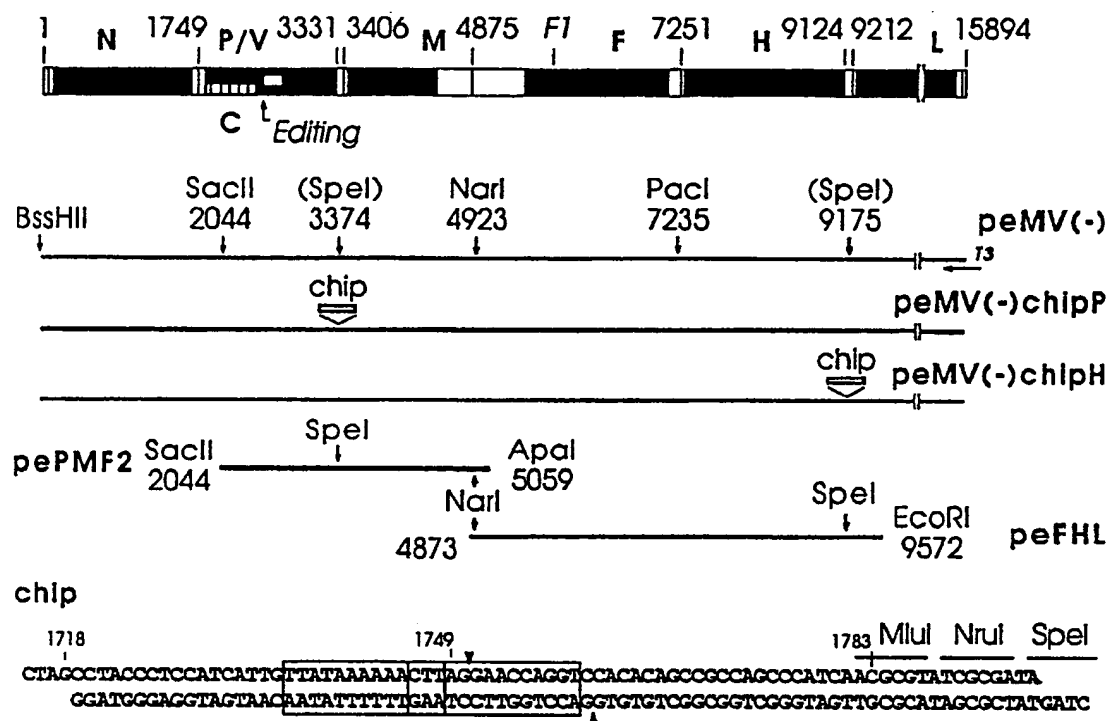 1 N 1749 P/V 3331 3406 M 4875 F1 F 7251 H 9124 9212 L 15894
C Editing
SacII (SpeI) NarI PacI (SpeI)
BssHII 2044 3374 4923 7235 9175 peMV(-)
T3
chip
peMV(-)chipP
chip
peMV(-)chipH
SpeI
pePMF2 SacII ApaI
2044 5059
NarI SpeI
EcoRI
4873 9572 peFHL
chip
1718 1749 1783 MluI NruI SpeI
CTAGCCTACCCTCCATCATTGTTATAAAAAACTTAGGAACCAGGTCCACACAGCCGCCAGCCCATCAACGCGTATCGCGATA
GGATGGGAGGTAGTAACAATATTTTTTGAATCCTTGGTCCAGGTGTGTCGGCGGTCGGGTAGTTGCGCATAGCGCTATGATC